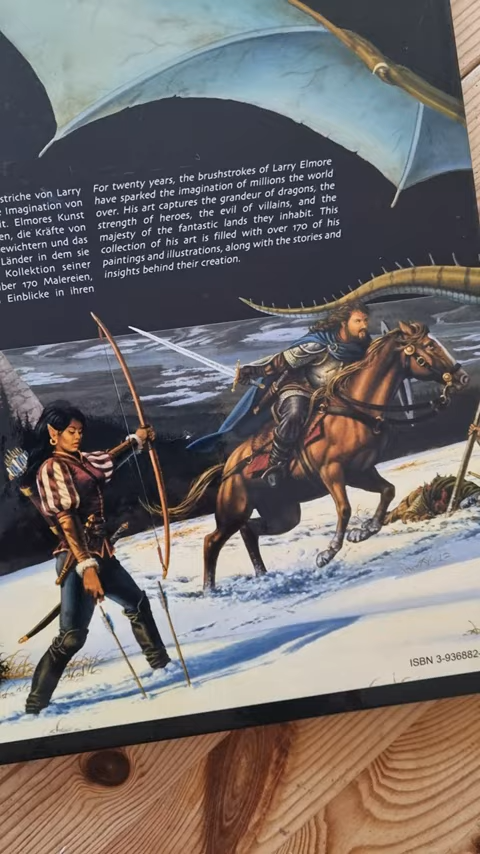 striche von Larry
Imagination von
it. Elmores Kunst
en, die Kräfte von
ewichtern und das
Länder in dem sie
Kollektion seiner
über 170 Malereien,
Einblicke in ihren
For twenty years, the brushstrokes of Larry Elmore
have sparked the imagination of millions the world
over. His art captures the grandeur of dragons, the
strength of heroes, the evil of villains, and the
majesty of the fantastic lands they inhabit. This
collection of his art is filled with over 170 of his
paintings and illustrations, along with the stories and
insights behind their creation.
ISBN 3-936882-